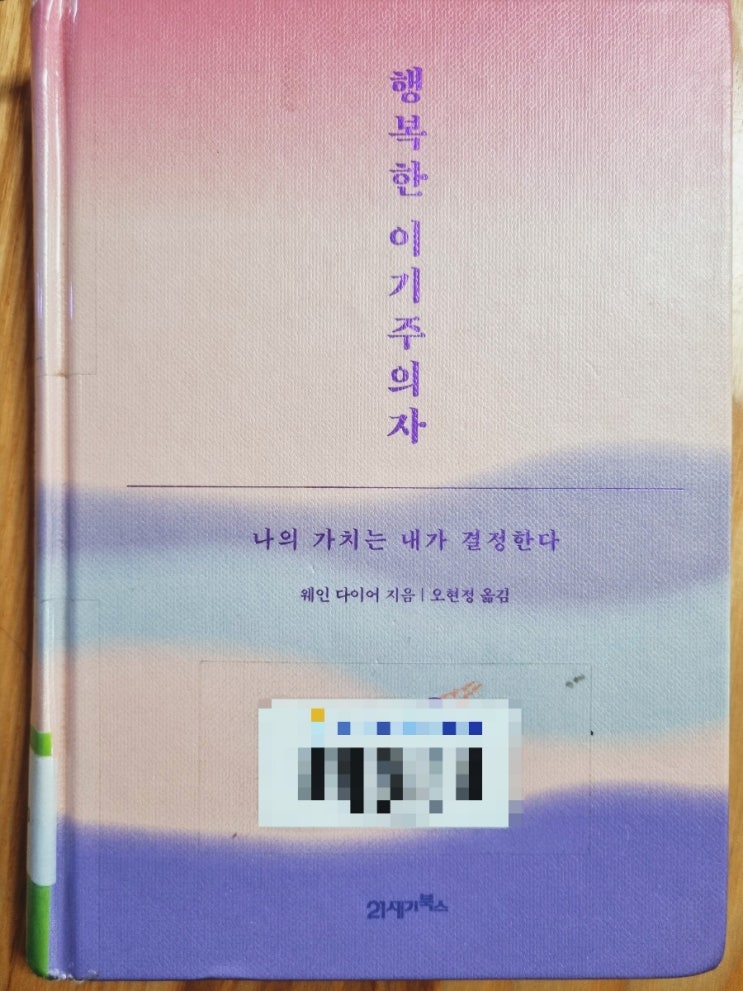 행복한 이기주의자
나의 가치는 내가 결정한다
웨인 다이어 지음 | 오현정 옮김
21세기북스